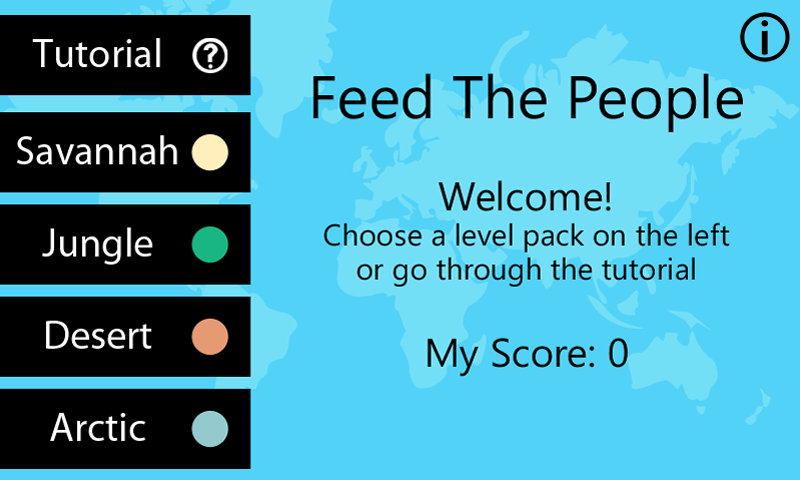 Tutorial ?
Savannah
Jungle
Desert
Arctic
i
Feed The People
Welcome!
Choose a level pack on the left
or go through the tutorial
My Score: 0